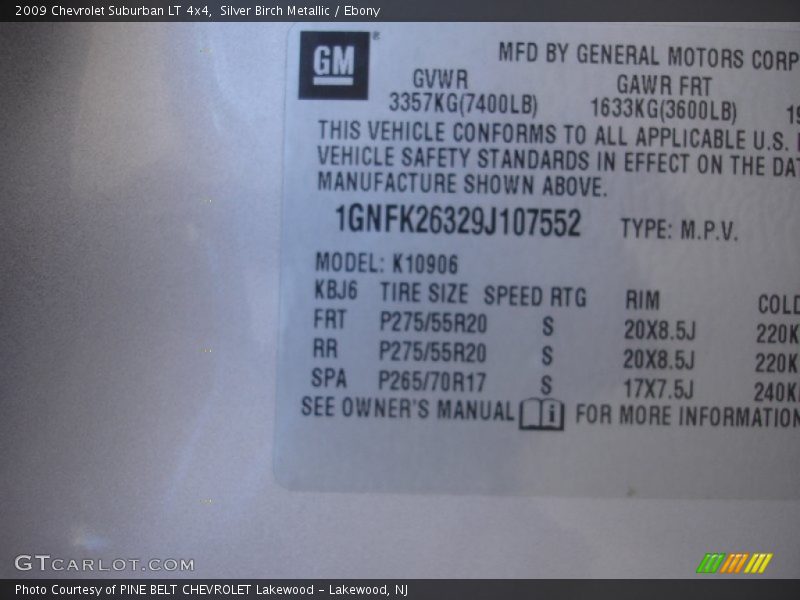 2009 Chevrolet Suburban LT 4x4, Silver Birch Metallic / Ebony
GM®
MFD BY GENERAL MOTORS CORP
GVWR GAWR FRT
3357KG(7400LB) 1633KG(3600LB)
THIS VEHICLE CONFORMS TO ALL APPLICABLE U.S.
VEHICLE SAFETY STANDARDS IN EFFECT ON THE DAT
MANUFACTURE SHOWN ABOVE.
1GNFK26329J107552 TYPE: M.P.V.
MODEL: K10906
KBJ6 TIRE SIZE SPEED RTG RIM COLD
FRT P275/55R20 S 20X8.5J 220K
RR P275/55R20 S 20X8.5J 220K
SPA P265/70R17 S 17X7.5J 240K
SEE OWNER'S MANUAL i FOR MORE INFORMATION
GTCARLOT.COM
Photo Courtesy of PINE BELT CHEVROLET Lakewood - Lakewood, NJ